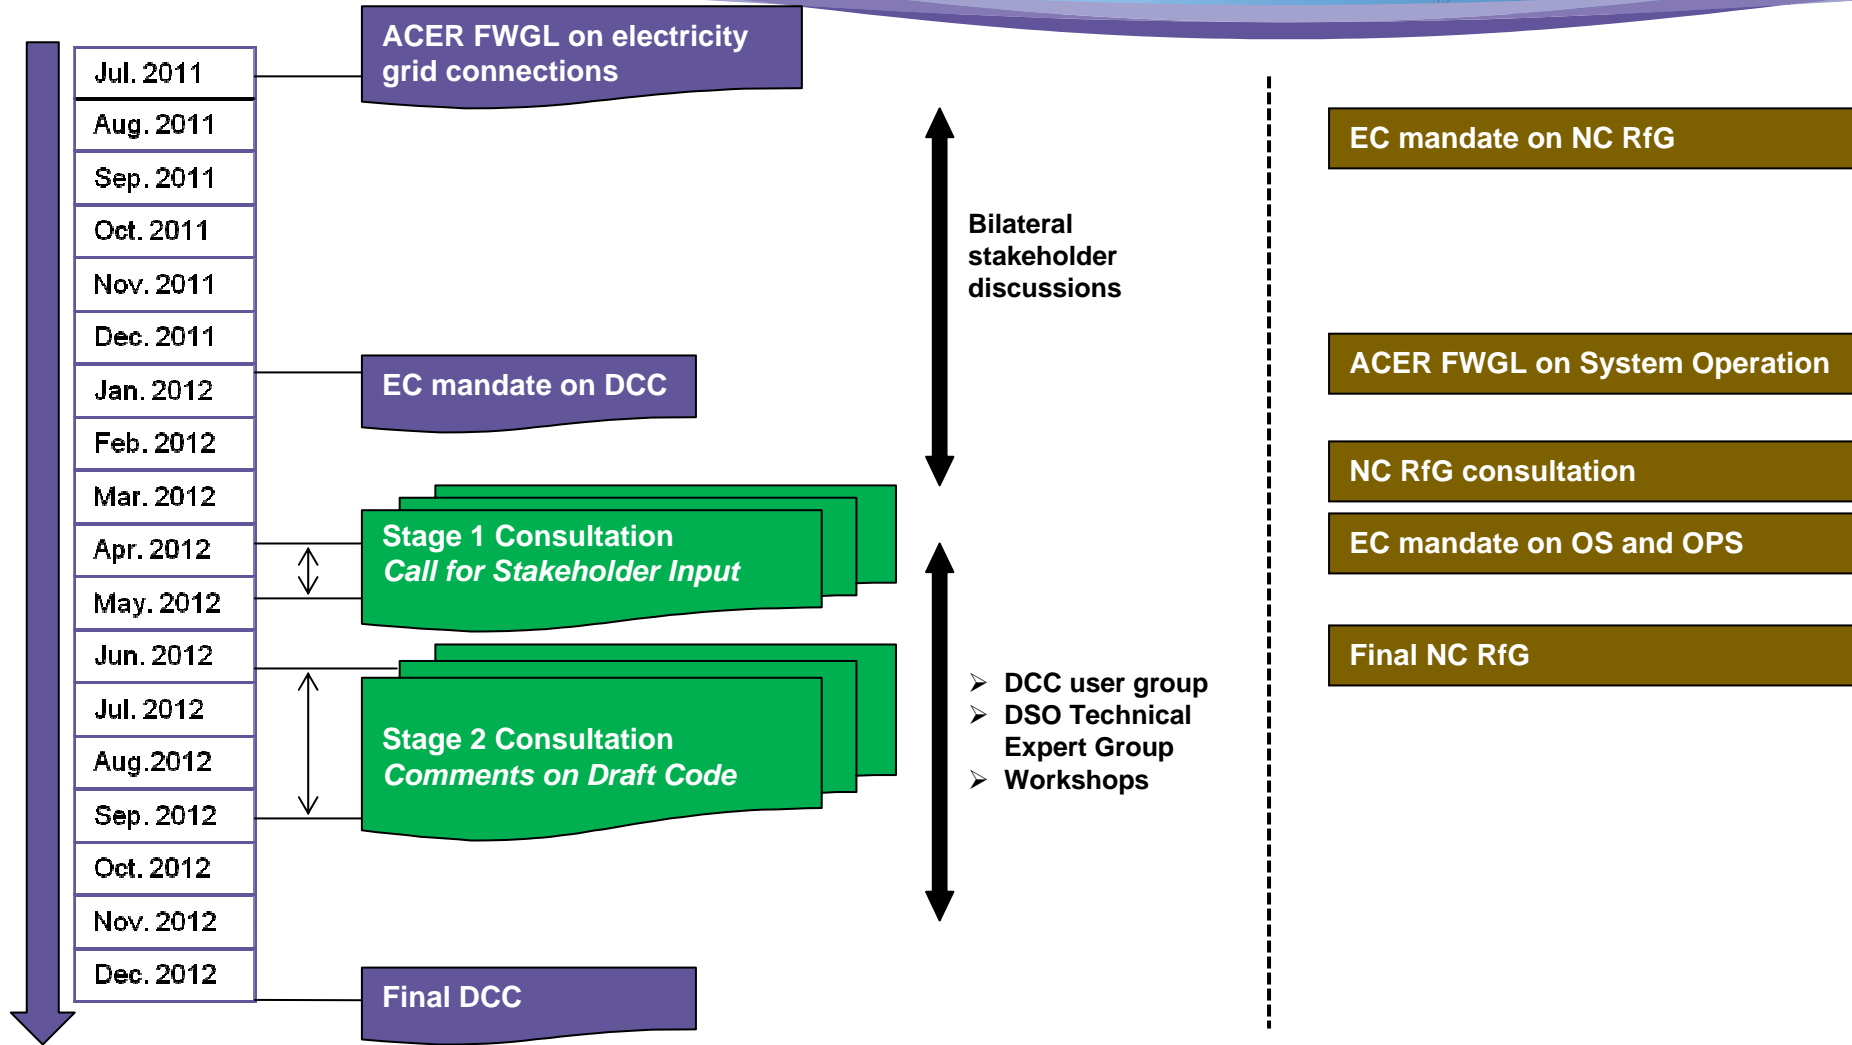 Jul. 2011
Aug. 2011
Sep. 2011
Oct. 2011
Nov. 2011
Dec. 2011
Jan. 2012
Feb. 2012
Mar. 2012
Apr. 2012
May. 2012
Jun. 2012
Jul. 2012
Aug.2012
Sep. 2012
Oct. 2012
Nov. 2012
Dec. 2012
ACER FWGL on electricity
grid connections
EC mandate on DCC
Stage 1 Consultation
Call for Stakeholder Input
Stage 2 Consultation
Comments on Draft Code
Final DCC
Bilateral
stakeholder
discussions
➢ DCC user group
➢ DSO Technical
Expert Group
➢ Workshops
EC mandate on NC RfG
ACER FWGL on System Operation
NC RfG consultation
EC mandate on OS and OPS
Final NC RfG